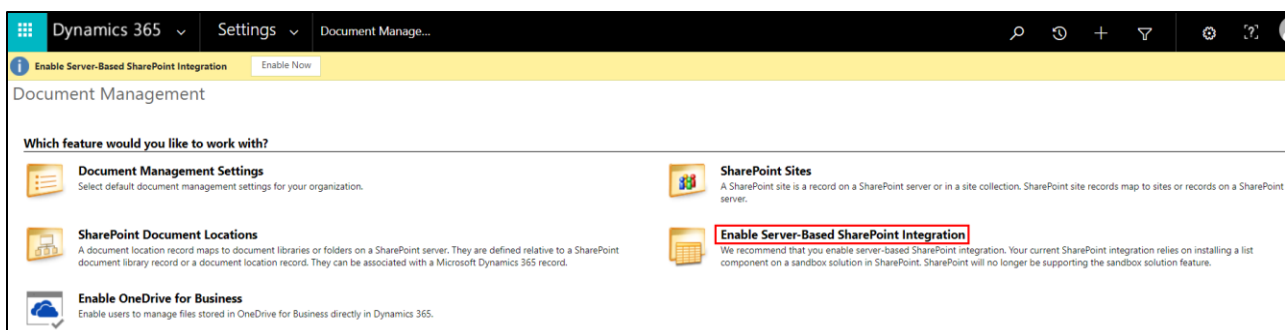 Dynamics 365 Settings Document Manage... [?]
Enable Server-Based SharePoint Integration Enable Now
Document Management
Which feature would you like to work with?
Document Management Settings
Select default document management settings for your organization.
SharePoint Sites
A SharePoint site is a record on a SharePoint server or in a site collection. SharePoint site records map to sites or records on a SharePoint
server.
SharePoint Document Locations
A document location record maps to document libraries or folders on a SharePoint server. They are defined relative to a SharePoint
document library record or a document location record. They can be associated with a Microsoft Dynamics 365 record.
Enable Server-Based SharePoint Integration
We recommend that you enable server-based SharePoint integration. Your current SharePoint integration relies on installing a list
component on a sandbox solution in SharePoint. SharePoint will no longer be supporting the sandbox solution feature.
Enable OneDrive for Business
Enable users to manage files stored in OneDrive for Business directly in Dynamics 365.